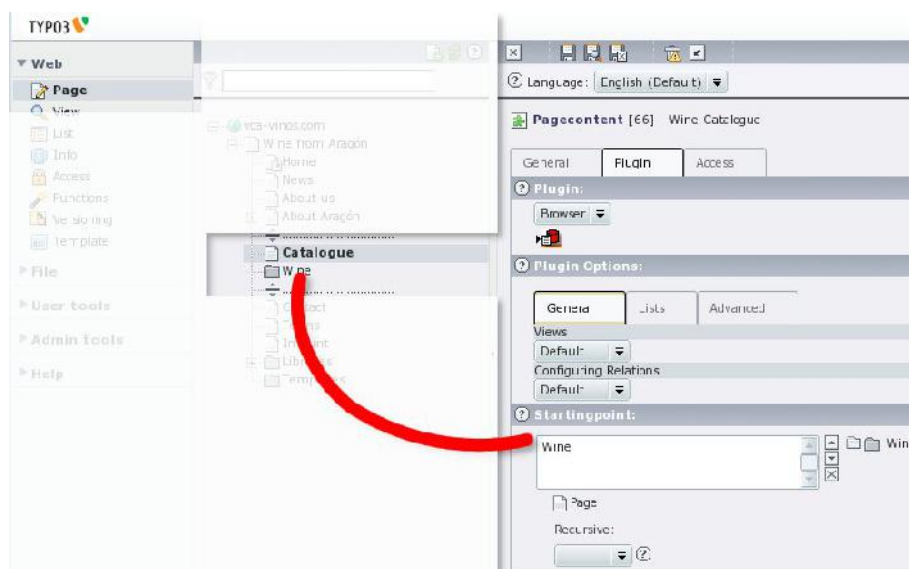 TYPO3
Web
Page
View
List
Info
Access
Functions
Versioning
Template
File
User tools
Admin tools
Help
vca-vinos.com
Wine from Aragón
Home
News
About us
About Aragón
Catalogue
Wine
Contact
Imprint
Libraries
Templates
Language: English (Default)
Pagecontent [66] Wine Catalogue
General Plugin Access
Plugin:
Browser
Plugin Options:
General Lists Advanced
Views
Default
Configuring Relations
Default
Startingpoint:
Wine
Win
Page
Recursive: